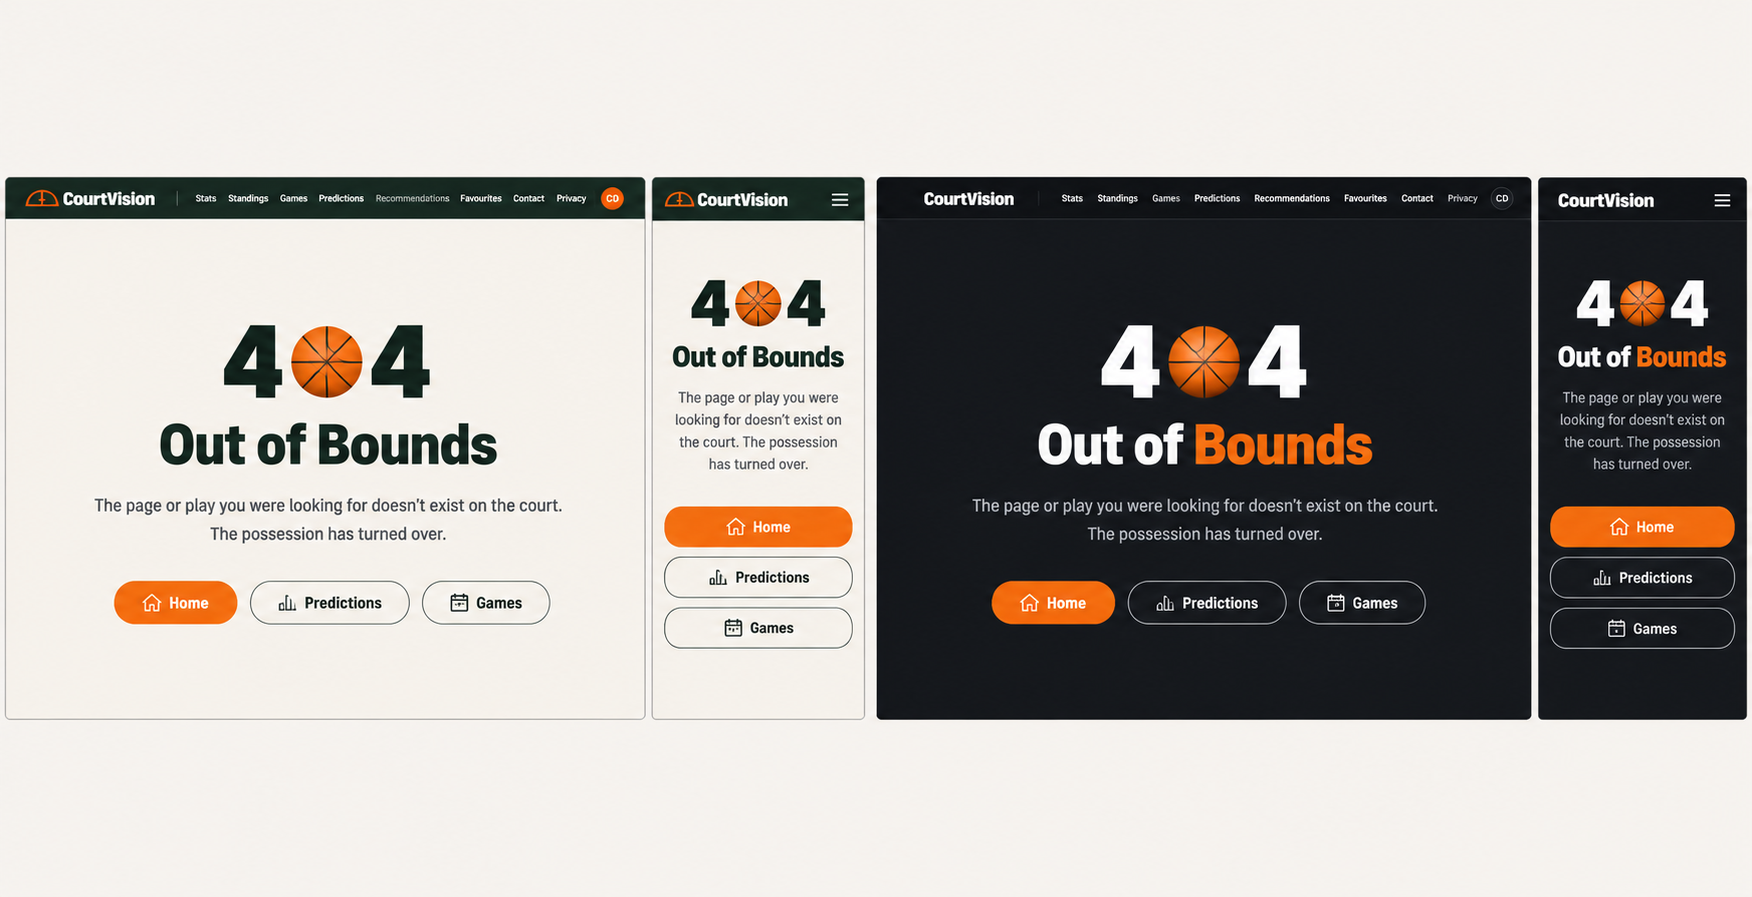 CourtVision
Stats Standings Games Predictions Recommendations Favourites Contact Privacy CD
4 4
Out of Bounds
The page or play you were looking for doesn't exist on the court.
The possession has turned over.
Home Predictions Games
CourtVision
4 4
Out of Bounds
The page or play you were
looking for doesn't exist on
the court. The possession
has turned over.
Home
Predictions
Games
CourtVision
Stats Standings Games Predictions Recommendations Favourites Contact Privacy CD
4 4
Out of Bounds
The page or play you were looking for doesn't exist on the court.
The possession has turned over.
Home Predictions Games
CourtVision
4 4
Out of Bounds
The page or play you were
looking for doesn't exist on
the court. The possession
has turned over.
Home
Predictions
Games